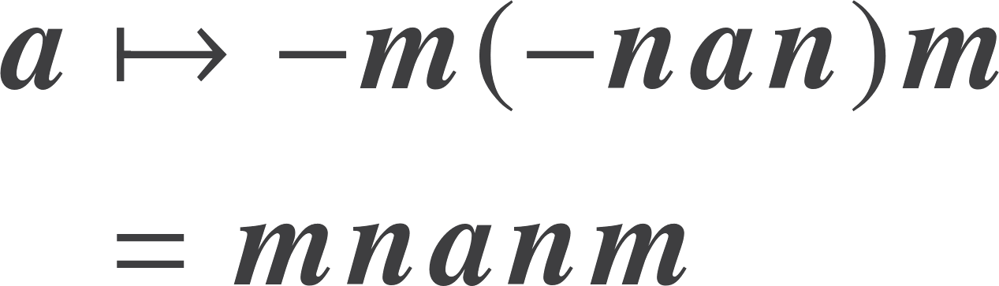 a ↦ −m(−nan)m
= mnanm